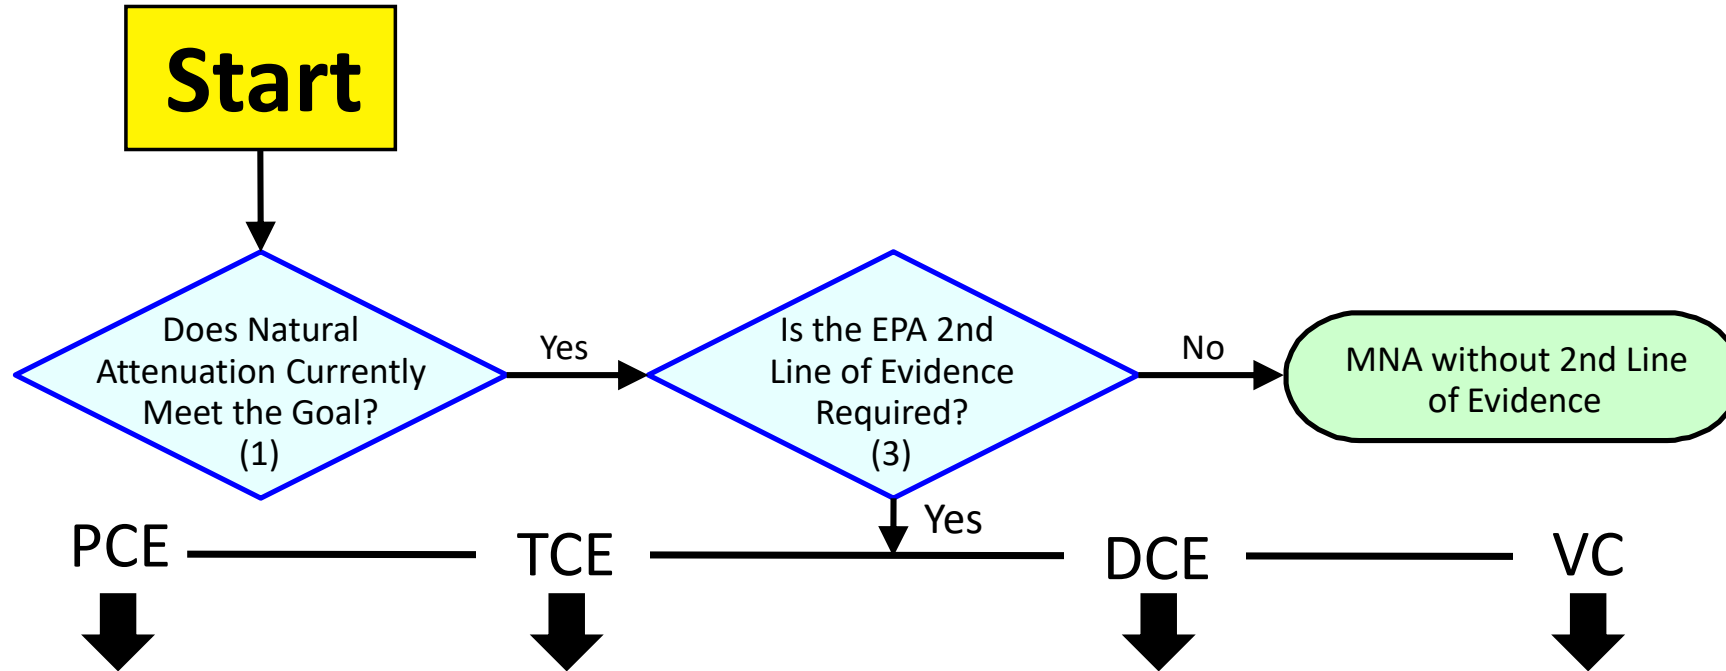 Start
Does Natural
Attenuation Currently
Meet the Goal?
(1)
Yes
Is the EPA 2nd
Line of Evidence
Required?
(3)
No
MNA without 2nd Line
of Evidence
Yes
PCE
TCE
DCE
VC